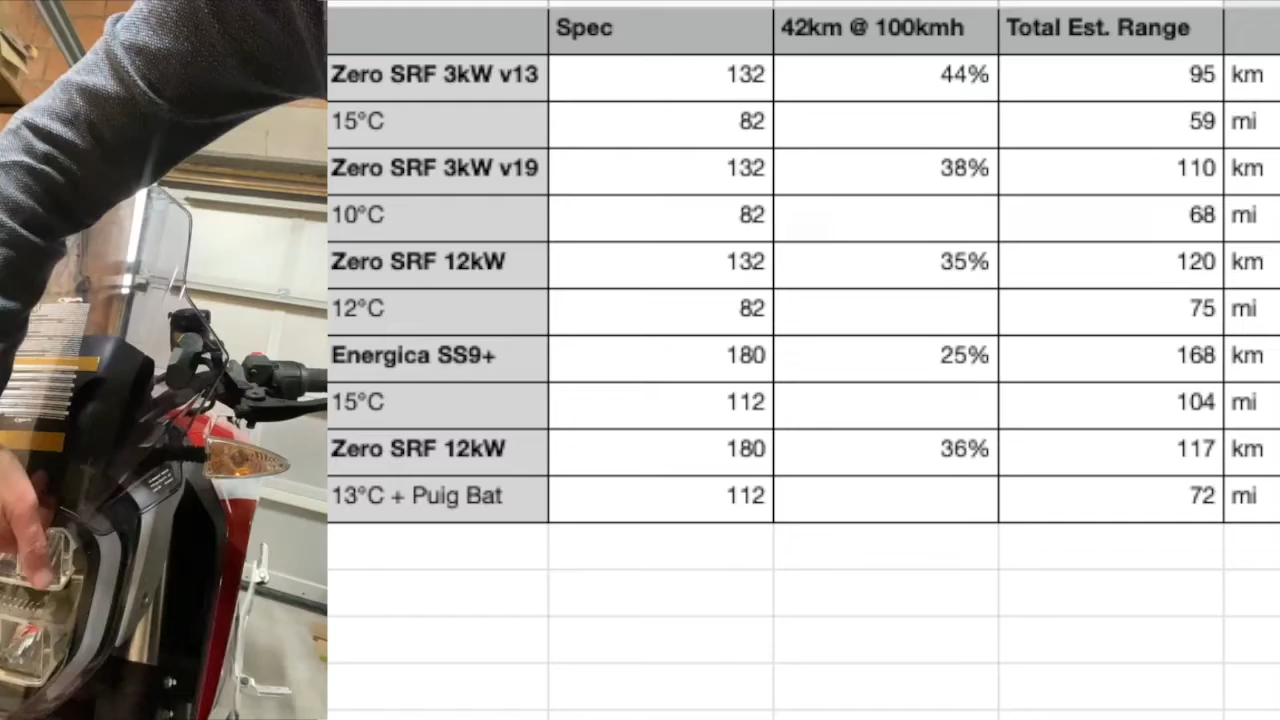 Spec 42km @ 100kmh Total Est. Range
Zero SRF 3kW v13 132 44% 95 km
15°C 82 59 mi
Zero SRF 3kW v19 132 38% 110 km
10°C 82 68 mi
Zero SRF 12kW 132 35% 120 km
12°C 82 75 mi
Energica SS9+ 180 25% 168 km
15°C 112 104 mi
Zero SRF 12kW 180 36% 117 km
13°C + Puig Bat 112 72 mi